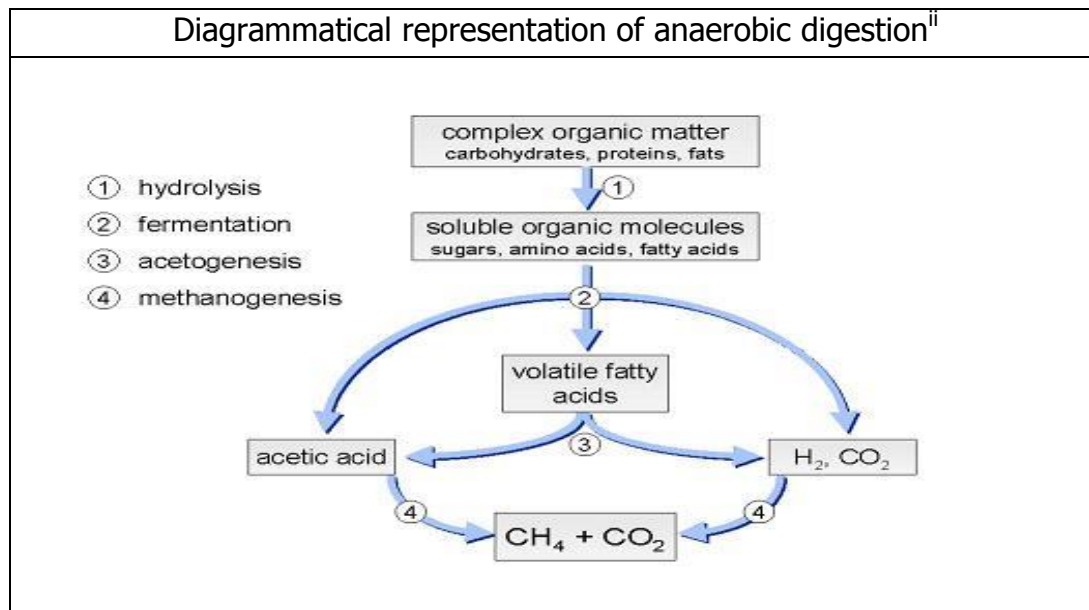 Diagrammatical representation of anaerobic digestionⁱⁱ
complex organic matter
carbohydrates, proteins, fats
① hydrolysis
① 
② fermentation
soluble organic molecules
sugars, amino acids, fatty acids
③ acetogenesis
④ methanogenesis
②
volatile fatty
acids
③
acetic acid
H₂, CO₂
④
④
CH₄ + CO₂